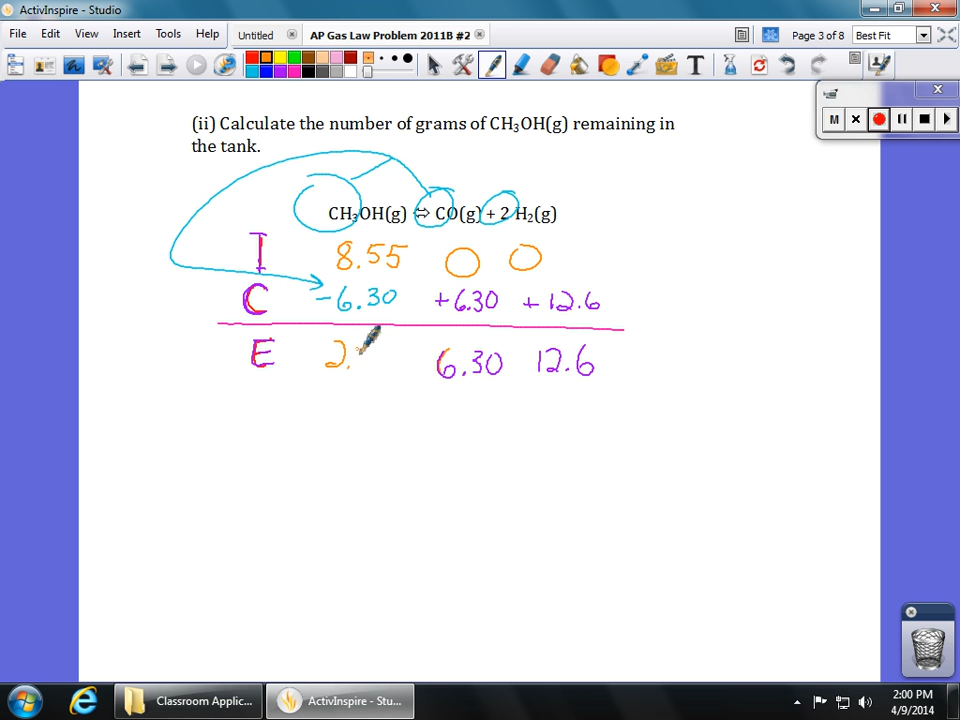 ActivInspire - Studio
File Edit View Insert Tools Help Untitled AP Gas Law Problem 2011B #2 Page 3 of 8 Best Fit
M
(ii) Calculate the number of grams of CH₃OH(g) remaining in
the tank.
CH₃OH(g) ⇔ CO(g) + 2 H₂(g)
I 8.55 0 0
C -6.30 +6.30 +12.6
E 2. 6.30 12.6
Classroom Applic... ActivInspire - Stu... 2:00 PM
4/9/2014